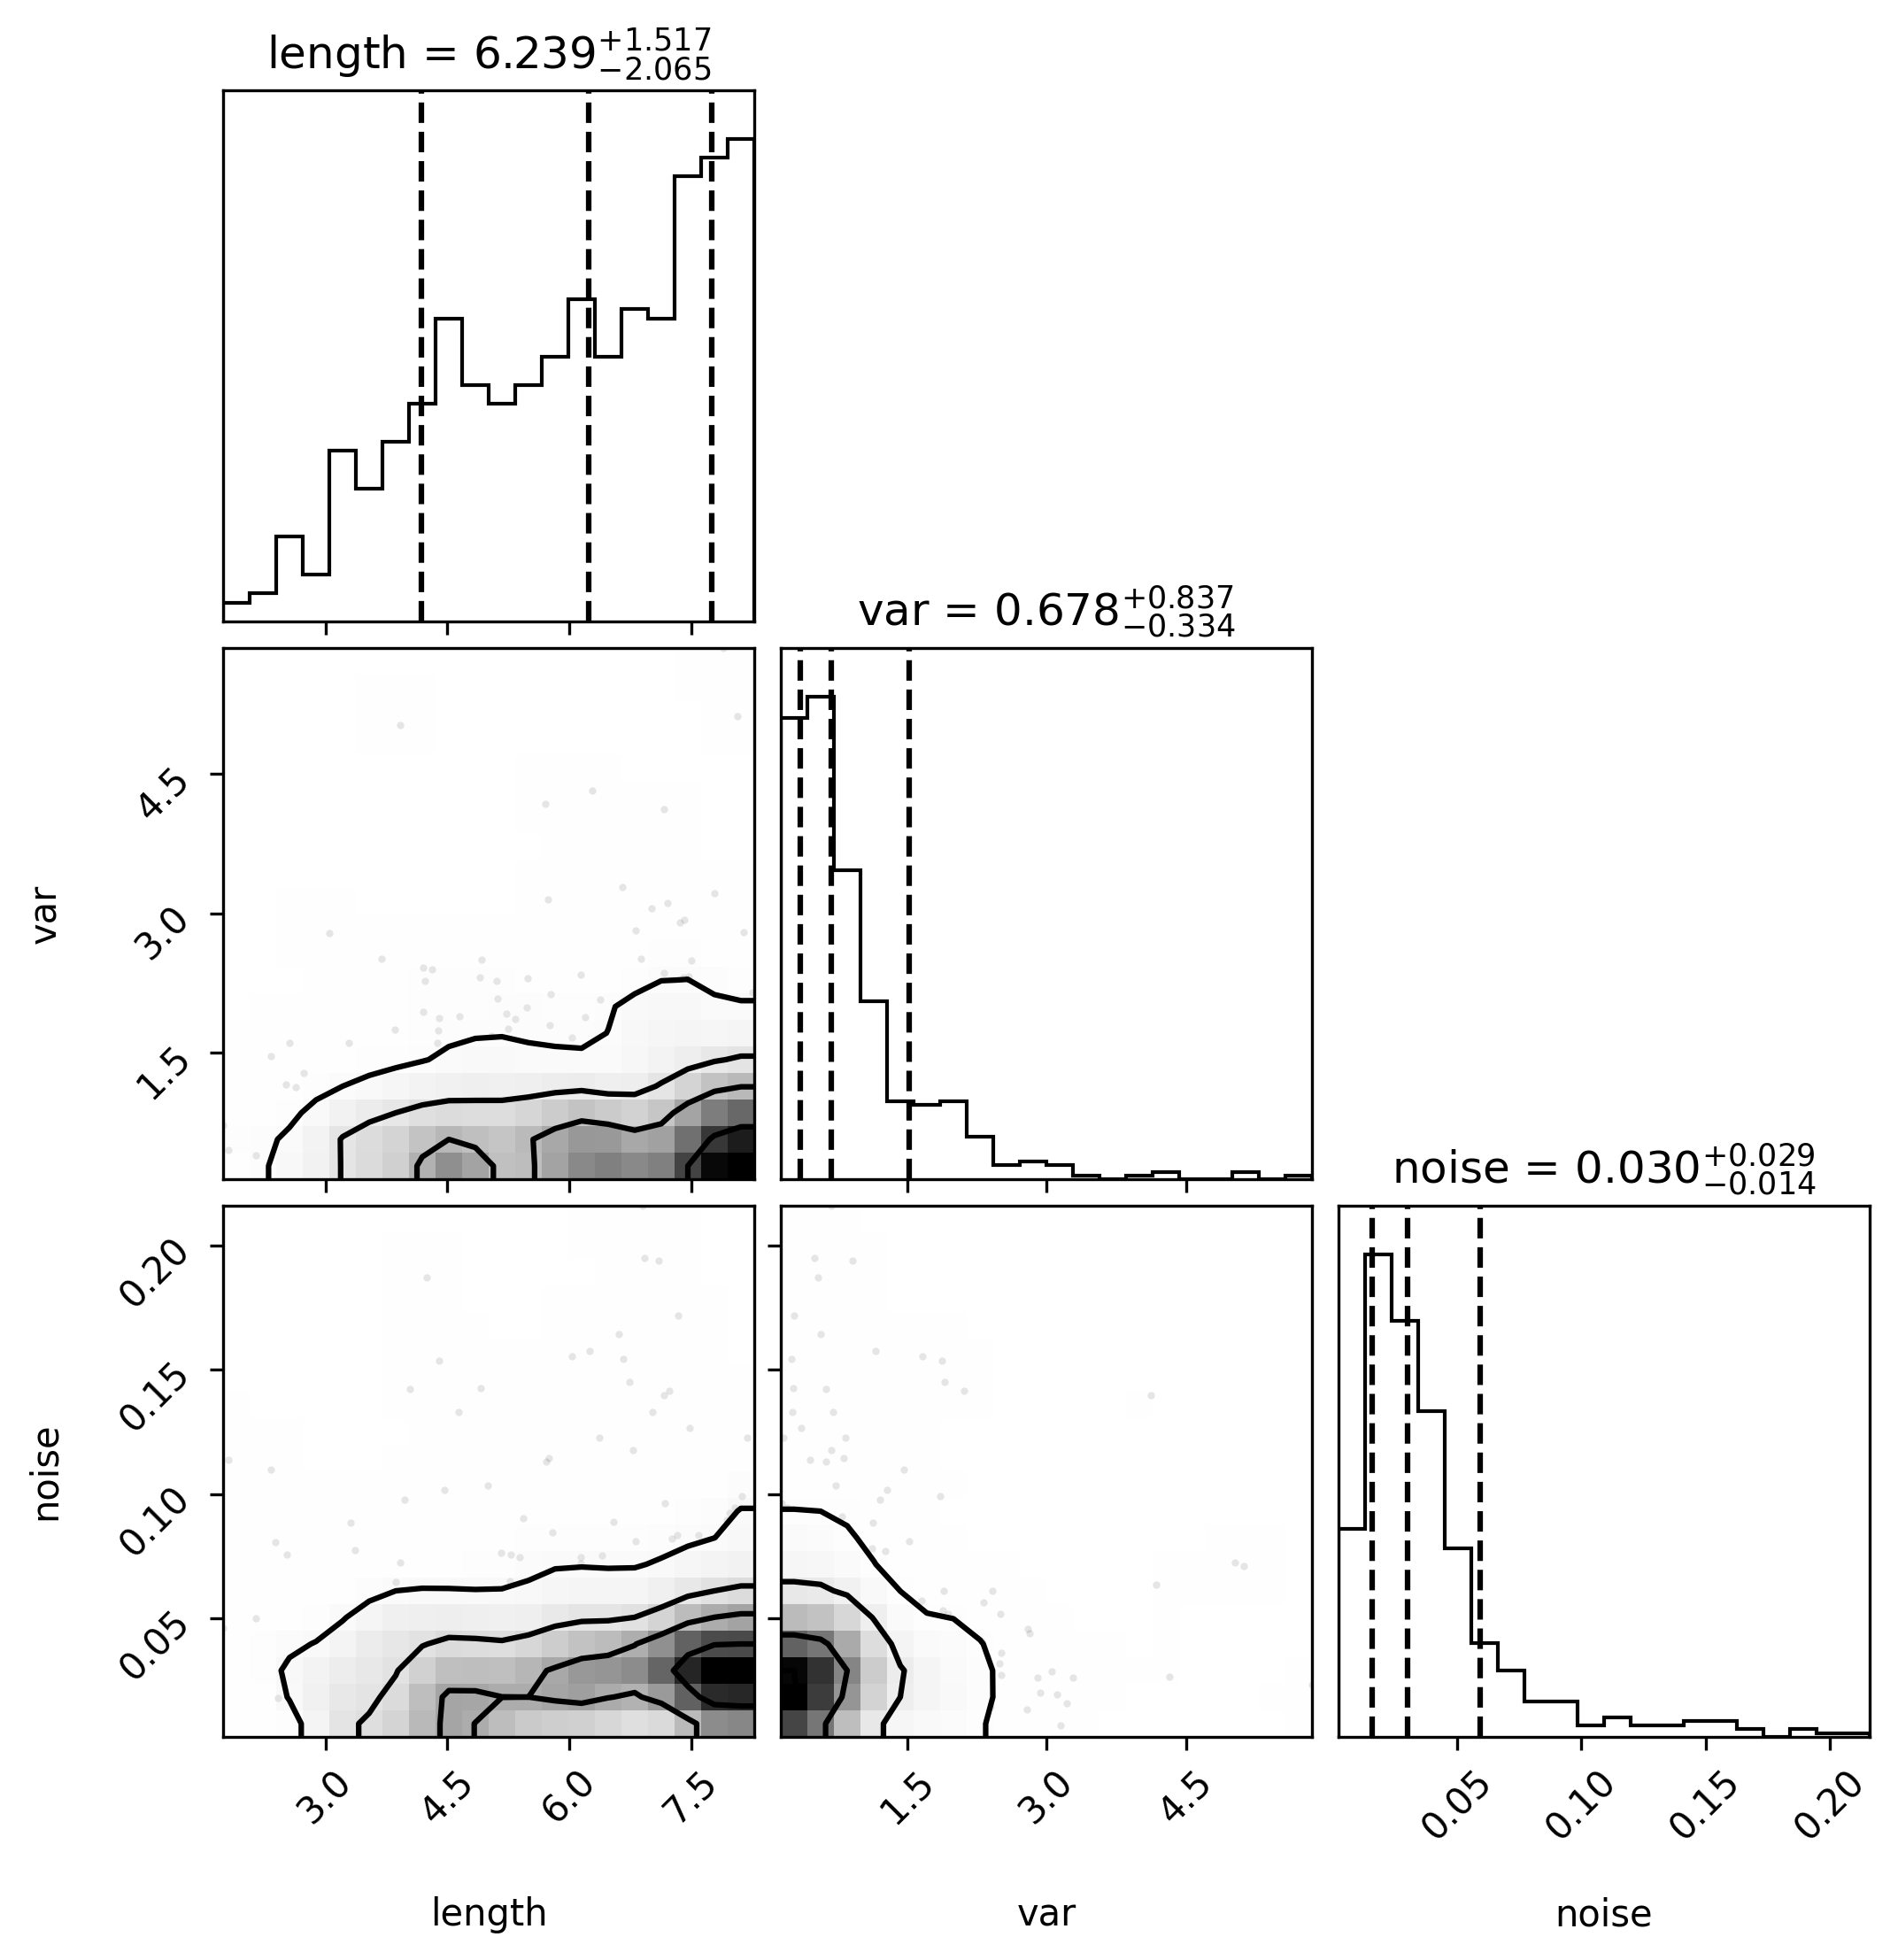 length = 6.239 +1.517 −2.065
var = 0.678 +0.837 −0.334
4.5
3.0
1.5
var
noise = 0.030 +0.029 −0.014
0.20
0.15
0.10
0.05
noise
3.0 4.5 6.0 7.5 1.5 3.0 4.5 0.05 0.10 0.15 0.20
length var noise